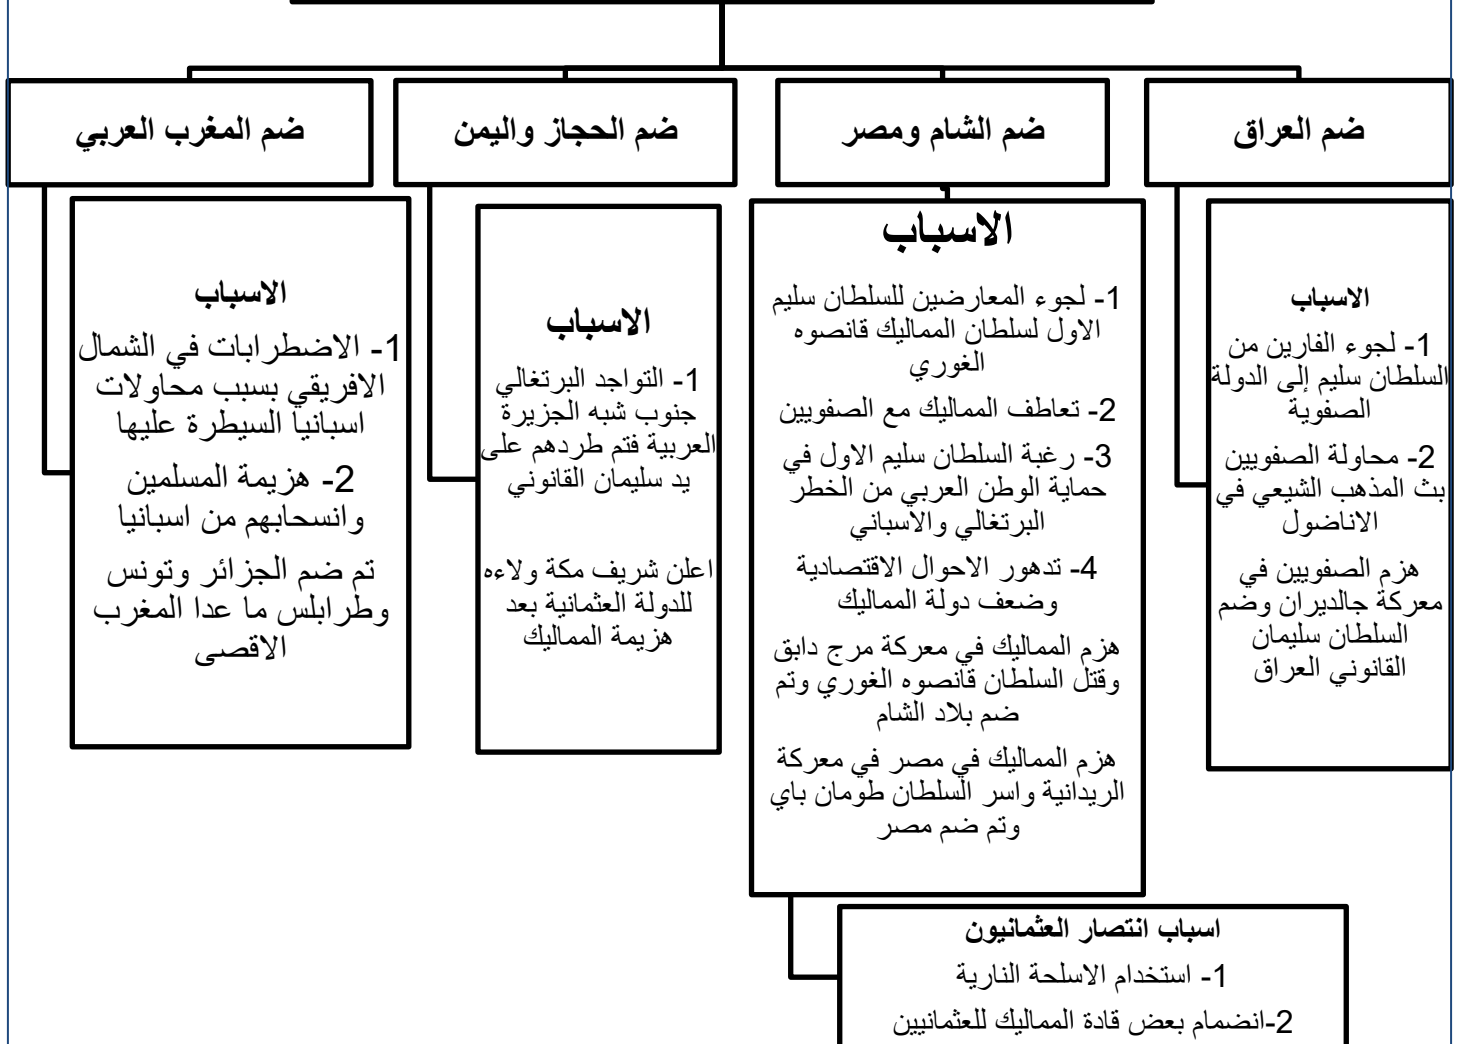 ضم العراق
ضم الشام ومصر
ضم الحجاز واليمن
ضم المغرب العربي
الاسباب
1- لجوء الفارين من
السلطان سليم إلى الدولة
الصفوية
2- محاولة الصفويين
بث المذهب الشيعي في
الاناضول
هزم الصفويين في
معركة جالديران وضم
السلطان سليمان
القانوني العراق
الاسباب
1- لجوء المعارضين للسلطان سليم
الاول لسلطان المماليك قانصوه
الغوري
2- تعاطف المماليك مع الصفويين
3- رغبة السلطان سليم الاول في
حماية الوطن العربي من الخطر
البرتغالي والاسباني
4- تدهور الاحوال الاقتصادية
وضعف دولة المماليك
هزم المماليك في معركة مرج دابق
وقتل السلطان قانصوه الغوري وتم
ضم بلاد الشام
هزم المماليك في مصر في معركة
الريدانية واسر السلطان طومان باي
وتم ضم مصر
الاسباب
1- التواجد البرتغالي
جنوب شبه الجزيرة
العربية فتم طردهم على
يد سليمان القانوني
اعلن شريف مكة ولاءه
للدولة العثمانية بعد
هزيمة المماليك
الاسباب
1- الاضطرابات في الشمال
الافريقي بسبب محاولات
اسبانيا السيطرة عليها
2- هزيمة المسلمين
وانسحابهم من اسبانيا
تم ضم الجزائر وتونس
وطرابلس ما عدا المغرب
الاقصى
اسباب انتصار العثمانيون
1- استخدام الاسلحة النارية
2-انضمام بعض قادة المماليك للعثمانيين